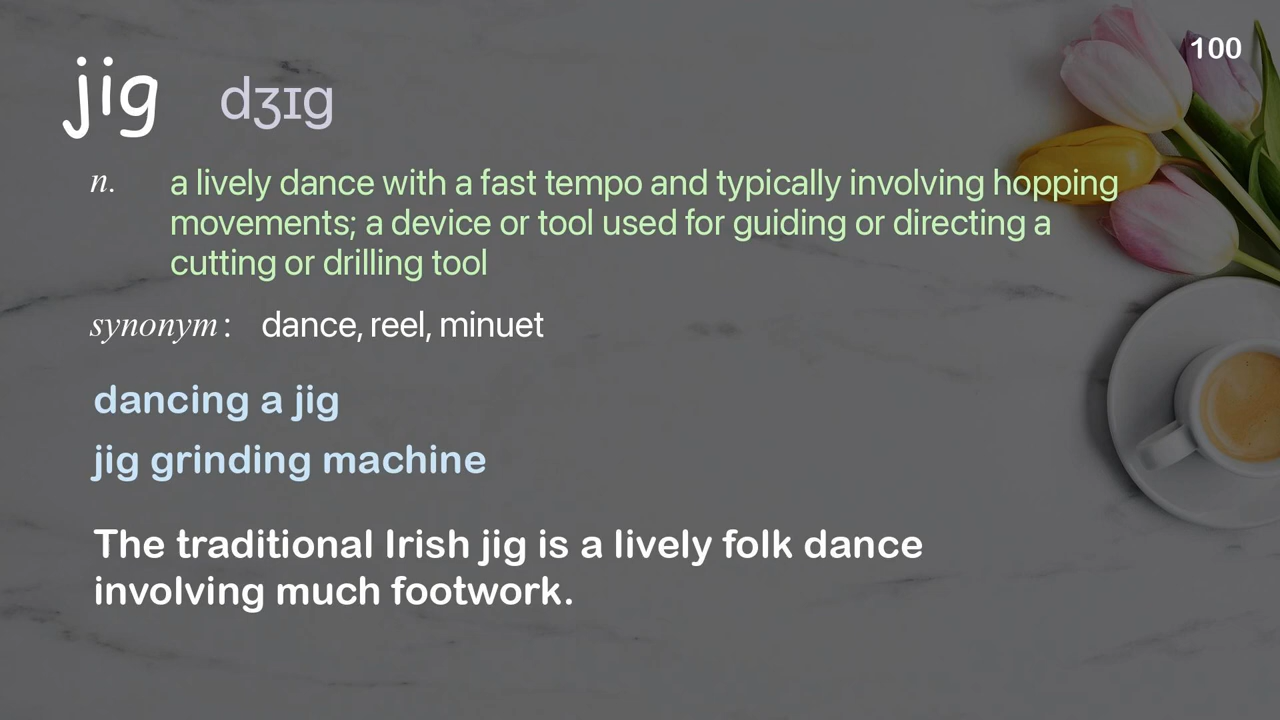 100
jig dʒɪg
n. a lively dance with a fast tempo and typically involving hopping
movements; a device or tool used for guiding or directing a
cutting or drilling tool
synonym: dance, reel, minuet
dancing a jig
jig grinding machine
The traditional Irish jig is a lively folk dance
involving much footwork.